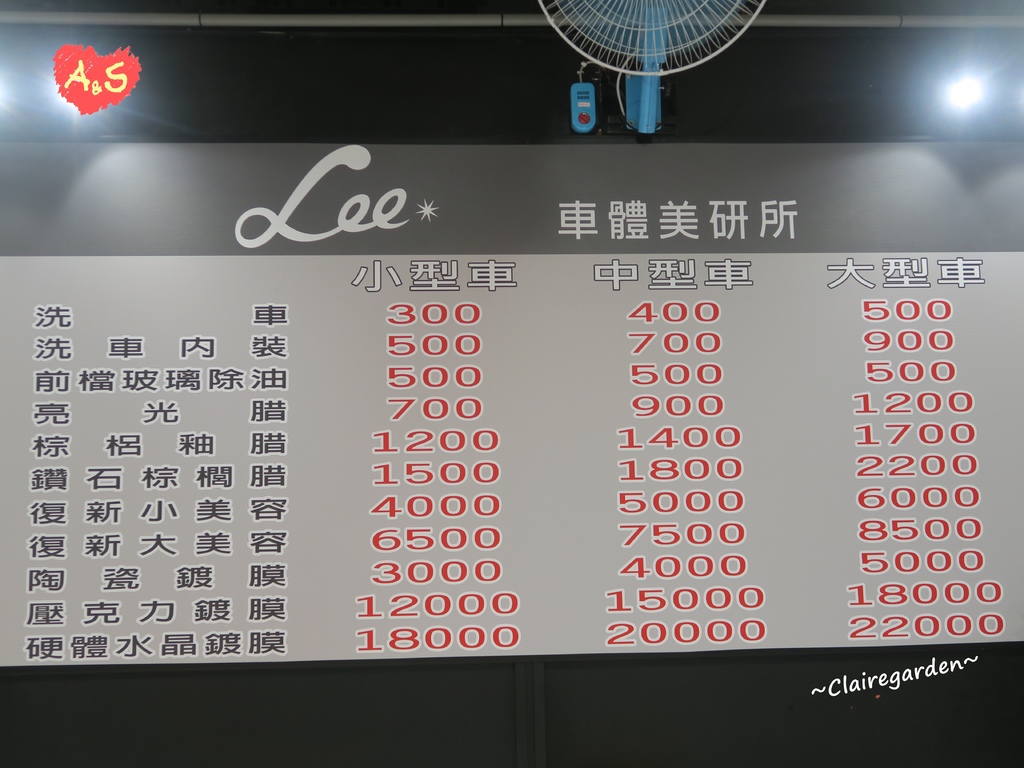 A&S
Lee 車體美研所
小型車 中型車 大型車
洗車 300 400 500
洗車內裝 500 700 900
前檔玻璃除油 500 500 500
亮光腊 700 900 1200
棕梠釉腊 1200 1400 1700
鑽石棕櫚腊 1500 1800 2200
復新小美容 4000 5000 6000
復新大美容 6500 7500 8500
陶瓷鍍膜 3000 4000 5000
壓克力鍍膜 12000 15000 18000
硬體水晶鍍膜 18000 20000 22000
~Clairegarden~